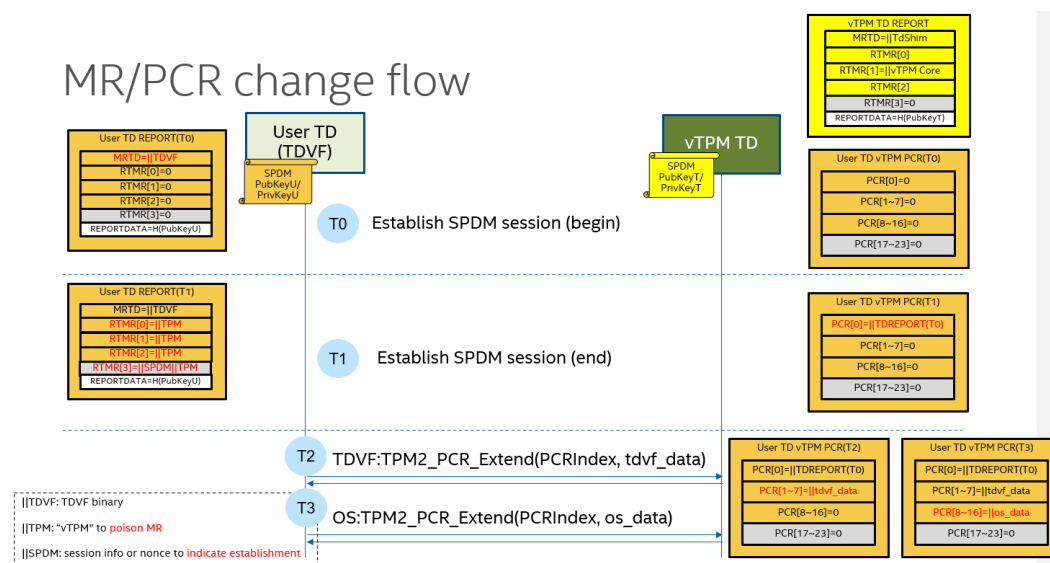 MR/PCR change flow
vTPM TD REPORT
MRTD=||TdShim
RTMR[0]
RTMR[1]=||vTPM Core
RTMR[2]
RTMR[3]=0
REPORTDATA=H(PubKeyT)
User TD REPORT(T0)
MRTD=||TDVF
RTMR[0]=0
RTMR[1]=0
RTMR[2]=0
RTMR[3]=0
REPORTDATA=H(PubKeyU)
User TD
(TDVF)
SPDM
PubKeyU/
PrivKeyU
vTPM TD
SPDM
PubKeyT/
PrivKeyT
User TD vTPM PCR(T0)
PCR[0]=0
PCR[1~7]=0
PCR[8~16]=0
PCR[17~23]=0
T0
Establish SPDM session (begin)
User TD REPORT(T1)
MRTD=||TDVF
RTMR[0]=||TPM
RTMR[1]=||TPM
RTMR[2]=||TPM
RTMR[3]=||SPDM||TPM
REPORTDATA=H(PubKeyU)
T1
Establish SPDM session (end)
User TD vTPM PCR(T1)
PCR[0]=||TDREPORT(T0)
PCR[1~7]=0
PCR[8~16]=0
PCR[17~23]=0
T2
TDVF:TPM2_PCR_Extend(PCRIndex, tdvf_data)
T3
OS:TPM2_PCR_Extend(PCRIndex, os_data)
User TD vTPM PCR(T2)
PCR[0]=||TDREPORT(T0)
PCR[1~7]=||tdvf_data
PCR[8~16]=0
PCR[17~23]=0
User TD vTPM PCR(T3)
PCR[0]=||TDREPORT(T0)
PCR[1~7]=||tdvf_data
PCR[8~16]=||os_data
PCR[17~23]=0
||TDVF: TDVF binary
||TPM: “vTPM” to poison MR
||SPDM: session info or nonce to indicate establishment